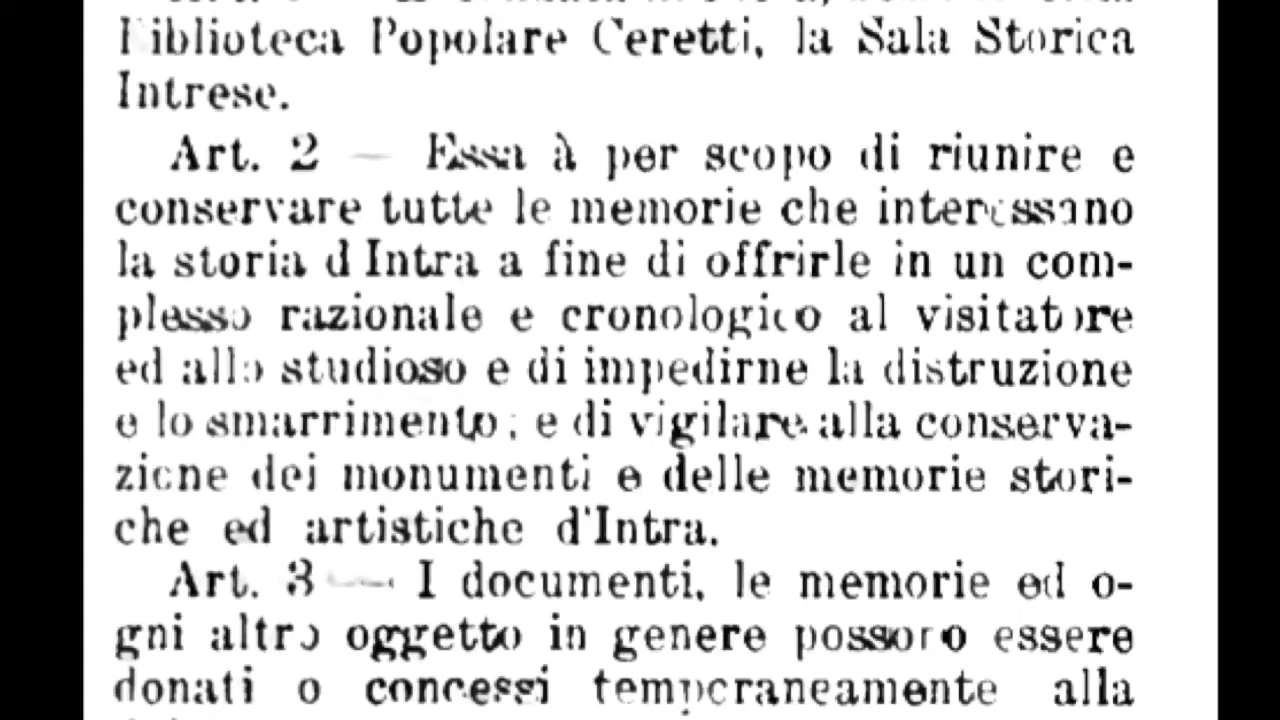 Biblioteca Popolare Ceretti, la Sala Storica
Intrese.
Art. 2 — Essa à per scopo di riunire e
conservare tutte le memorie che interessano
la storia d'Intra a fine di offrirle in un com-
plesso razionale e cronologico al visitatore
ed allo studioso e di impedirne la distruzione
e lo smarrimento; e di vigilare alla conserva-
zione dei monumenti e delle memorie stori-
che ed artistiche d'Intra.
Art. 3 — I documenti, le memorie ed o-
gni altro oggetto in genere possono essere
donati o concessi temporaneamente alla